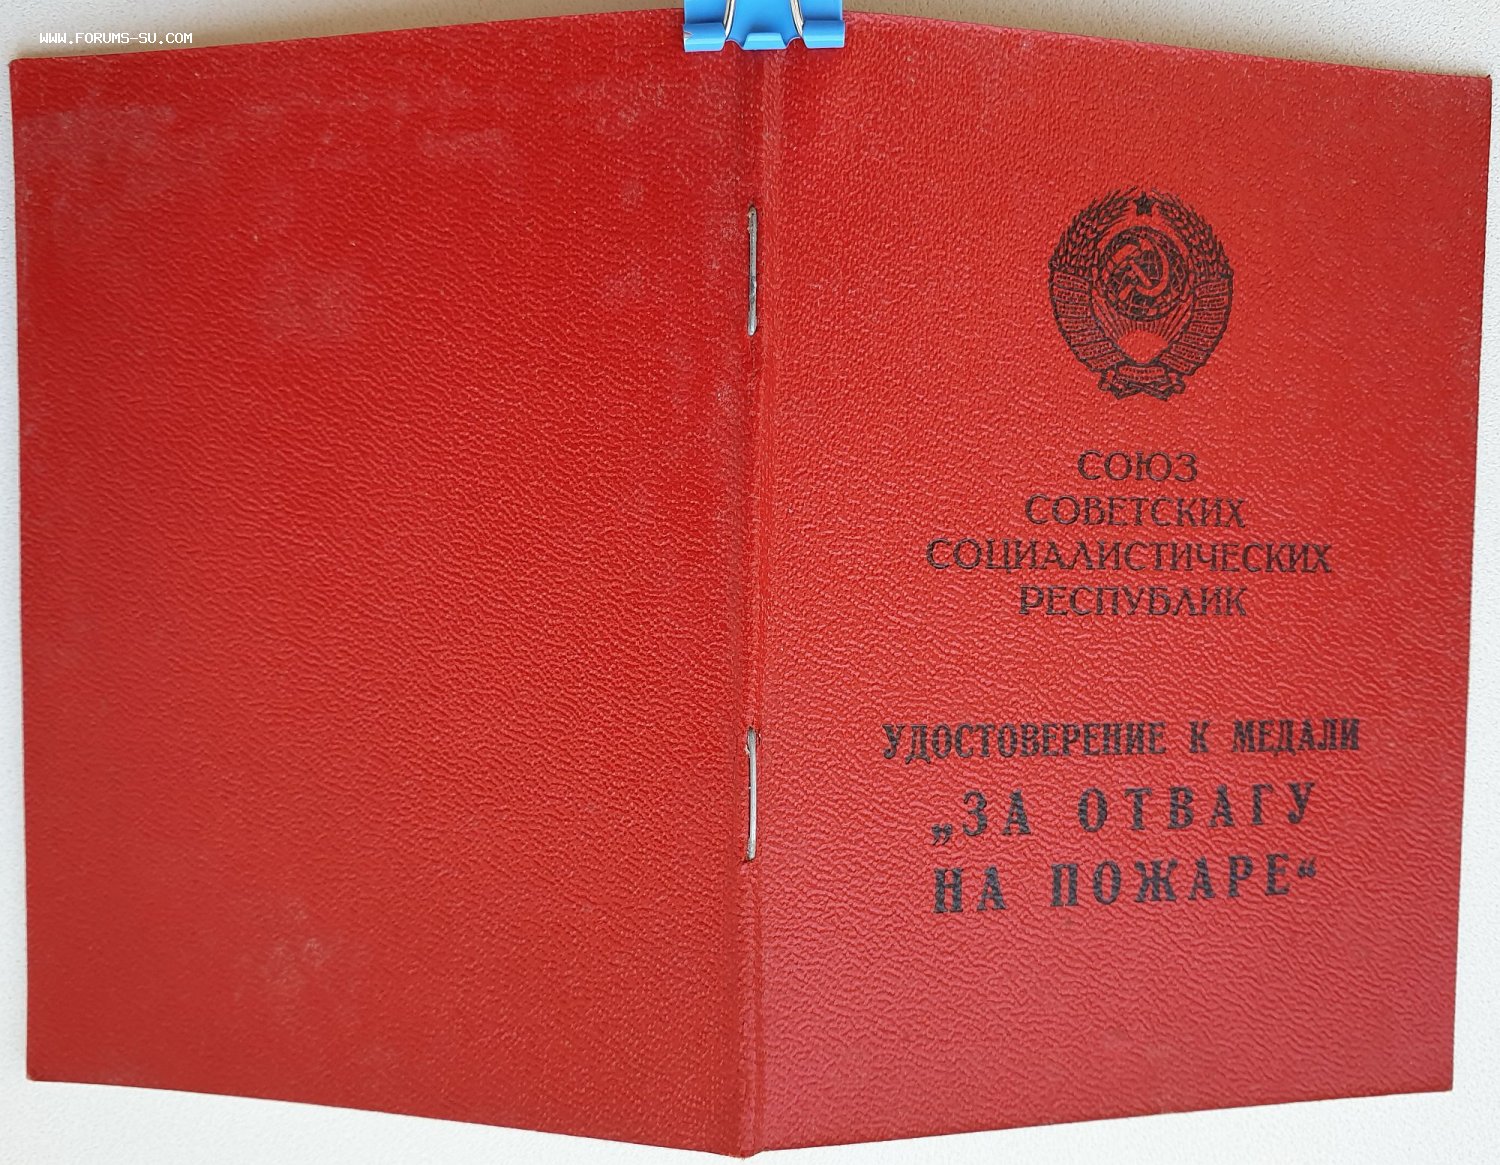 WWW.FORUMS-SU.COM
СОЮЗ
СОВЕТСКИХ
СОЦИАЛИСТИЧЕСКИХ
РЕСПУБЛИК
УДОСТОВЕРЕНИЕ К МЕДАЛИ
„ЗА ОТВАГУ
НА ПОЖАРЕ“